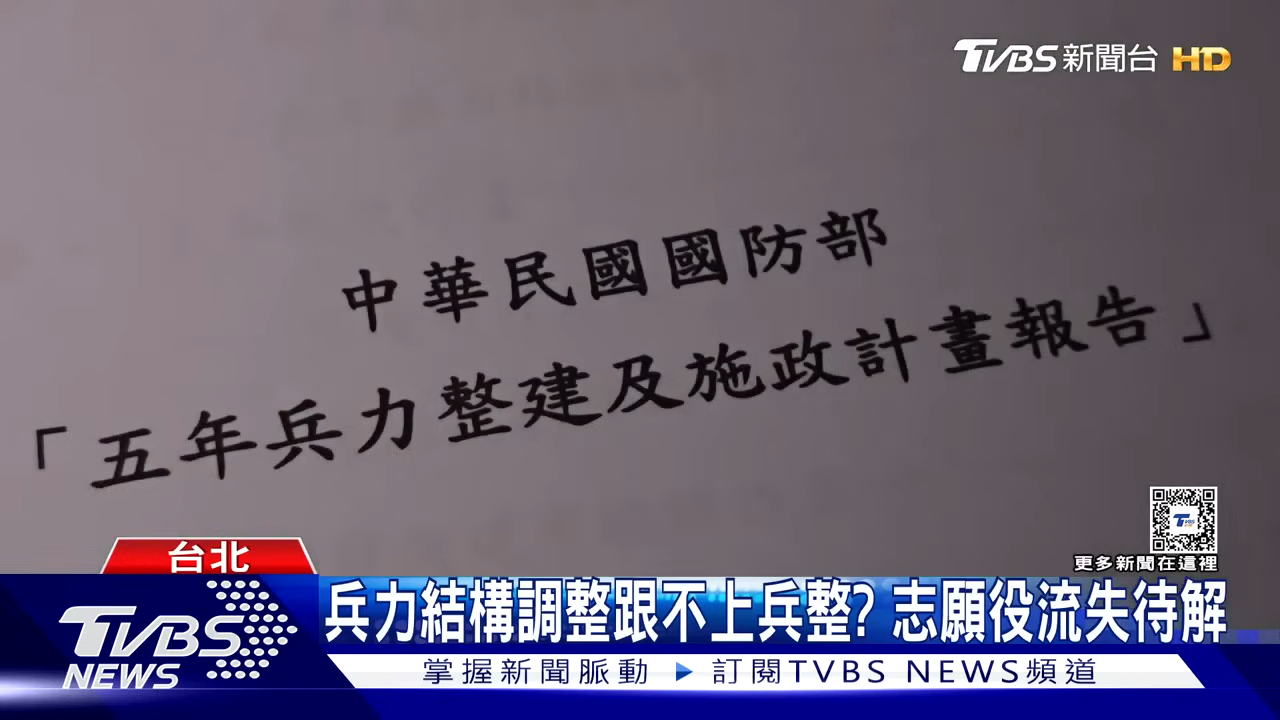 TVBS新聞台 HD
中華民國國防部
「五年兵力整建及施政計畫報告」
TVBS
更多新聞在這裡
台北
兵力結構調整跟不上兵整? 志願役流失待解
TVBS NEWS
掌握新聞脈動 ▶ 訂閱TVBS NEWS頻道